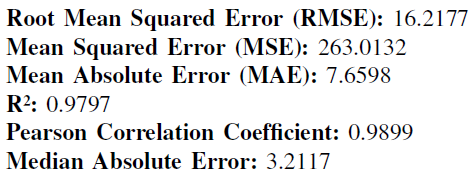 Root Mean Squared Error (RMSE): 16.2177
Mean Squared Error (MSE): 263.0132
Mean Absolute Error (MAE): 7.6598
R²: 0.9797
Pearson Correlation Coefficient: 0.9899
Median Absolute Error: 3.2117